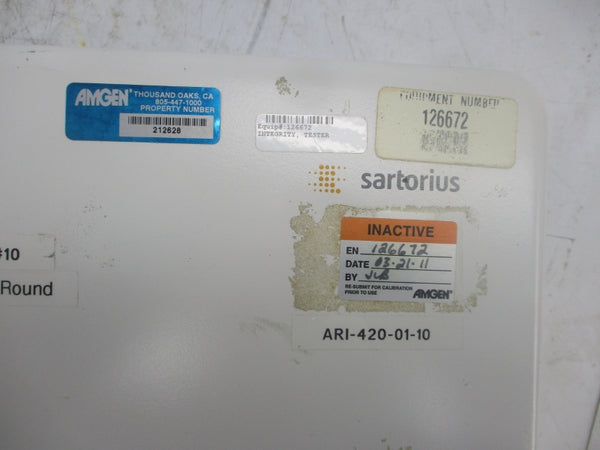 AMGEN®
THOUSAND OAKS, CA
805-447-1000
PROPERTY NUMBER
212628
Equip#:126672
INTEGRITY, TESTER
EQUIPMENT NUMBER
126672
sartorius
INACTIVE
EN 126672
DATE 03-21-11
BY JLB
RE-SUBMIT FOR CALIBRATION
PRIOR TO USE
AMGEN®
#10
Round
ARI-420-01-10